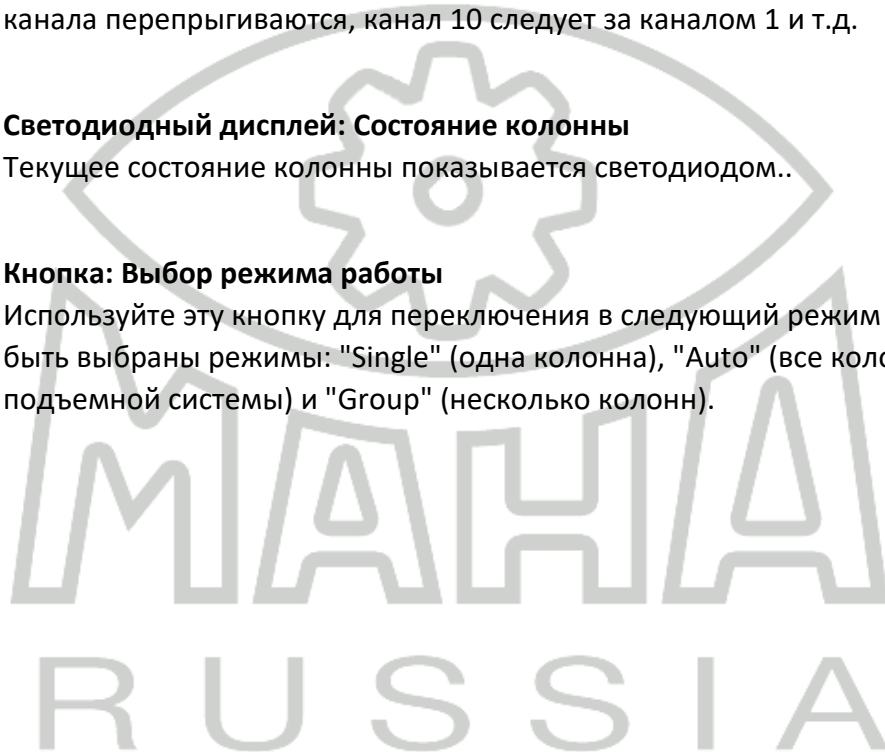 канала перепрыгиваются, канал 10 следует за каналом 1 и т.д.
Светодиодный дисплей: Состояние колонны
Текущее состояние колонны показывается светодиодом..
Кнопка: Выбор режима работы
Используйте эту кнопку для переключения в следующий режим
быть выбраны режимы: "Single" (одна колонна), "Auto" (все
подъемной системы) и "Group" (несколько колонн).
MAHA
RUSSIA